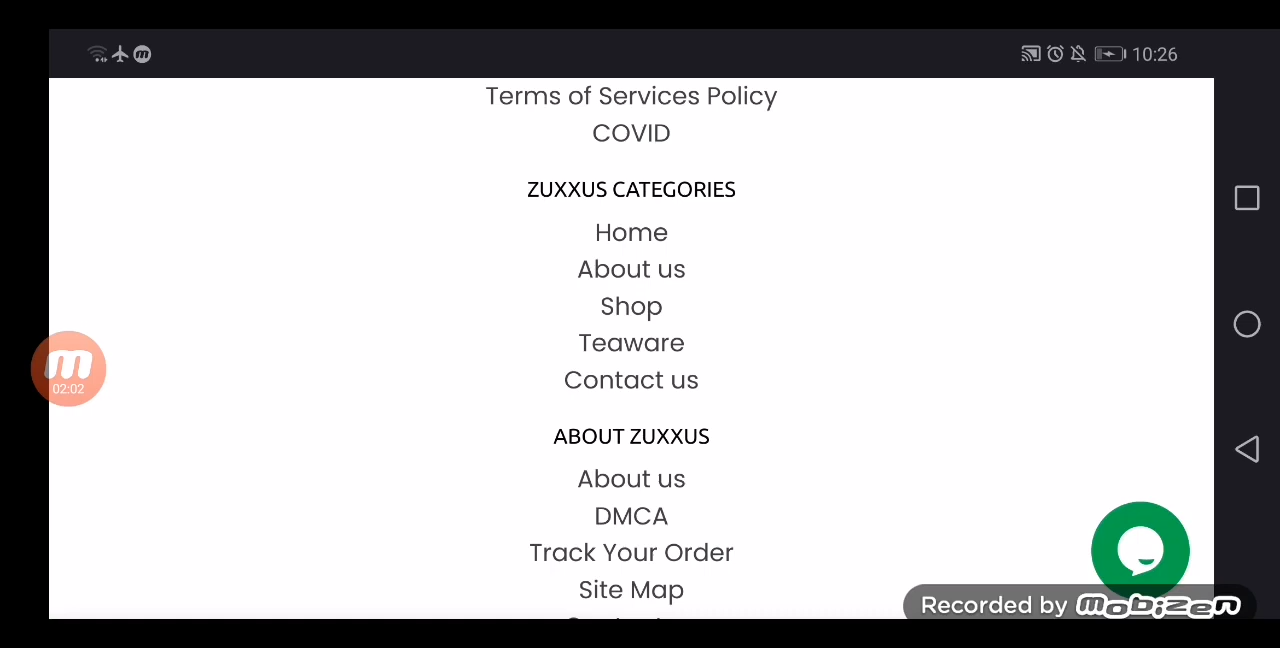 10:26
Terms of Services Policy
COVID
ZUXXUS CATEGORIES
Home
About us
Shop
Teaware
Contact us
02:02
ABOUT ZUXXUS
About us
DMCA
Track Your Order
Site Map
Recorded by mobizen